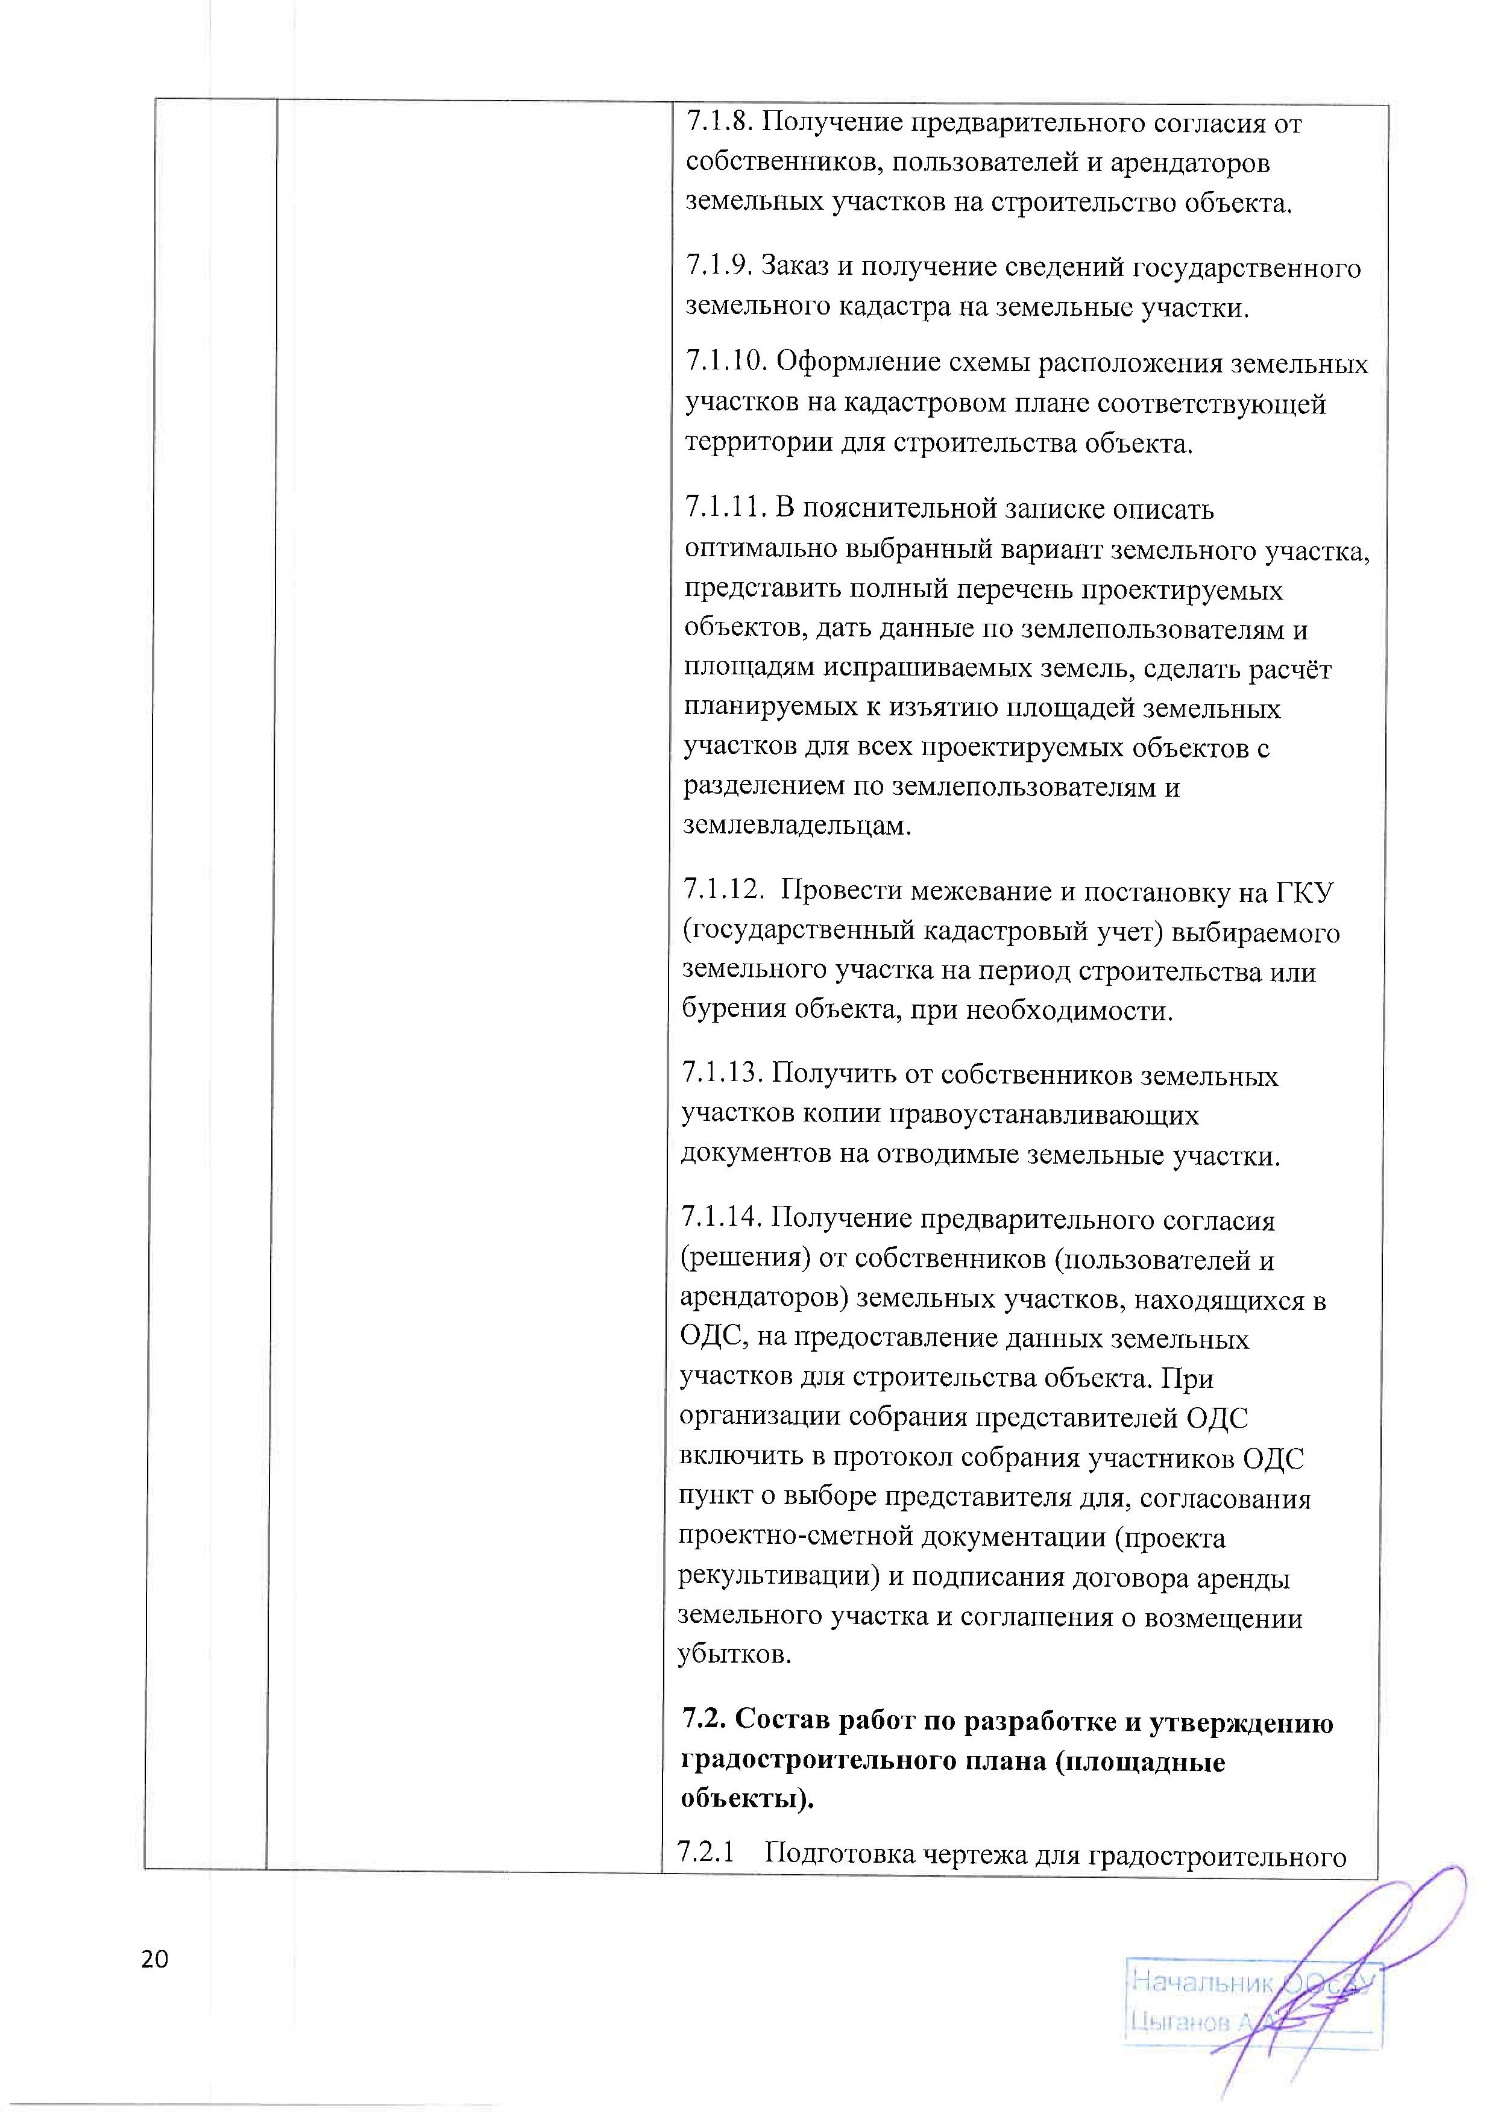 7.1.8. Получение предварительного согласия от
собственников, пользователей и арендаторов
земельных участков на строительство объекта.
7.1.9. Заказ и получение сведений государственного
земельного кадастра на земельные участки.
7.1.10. Оформление схемы расположения земельных
участков на кадастровом плане соответствующей
территории для строительства объекта.
7.1.11. В пояснительной записке описать
оптимально выбранный вариант земельного участка,
представить полный перечень проектируемых
объектов, дать данные по землепользователям и
площадям испрашиваемых земель, сделать расчёт
планируемых к изъятию площадей земельных
участков для всех проектируемых объектов с
разделением по землепользователям и
землевладельцам.
7.1.12. Провести межевание и постановку на ГКУ
(государственный кадастровый учет) выбираемого
земельного участка на период строительства или
бурения объекта, при необходимости.
7.1.13. Получить от собственников земельных
участков копии правоустанавливающих
документов на отводимые земельные участки.
7.1.14. Получение предварительного согласия
(решения) от собственников (пользователей и
арендаторов) земельных участков, находящихся в
ОДС, на предоставление данных земельных
участков для строительства объекта. При
организации собрания представителей ОДС
включить в протокол собрания участников ОДС
пункт о выборе представителя для, согласования
проектно-сметной документации (проекта
рекультивации) и подписания договора аренды
земельного участка и соглашения о возмещении
убытков.
7.2. Состав работ по разработке и утверждению
градостроительного плана (площадные
объекты).
7.2.1 Подготовка чертежа для градостроительного
20
Начальник ООсЗУ
Цыганов А.А.